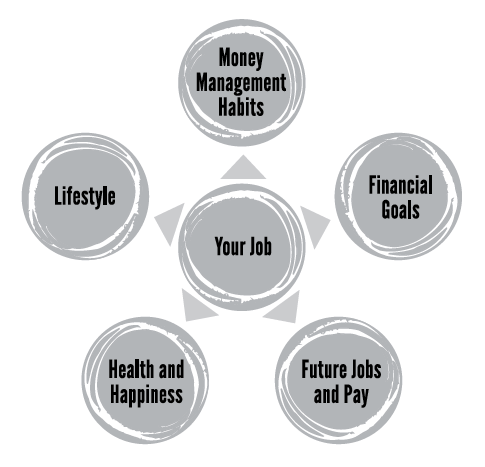 Money
Management
Habits
Lifestyle
Financial
Goals
Your Job
Health and
Happiness
Future Jobs
and Pay